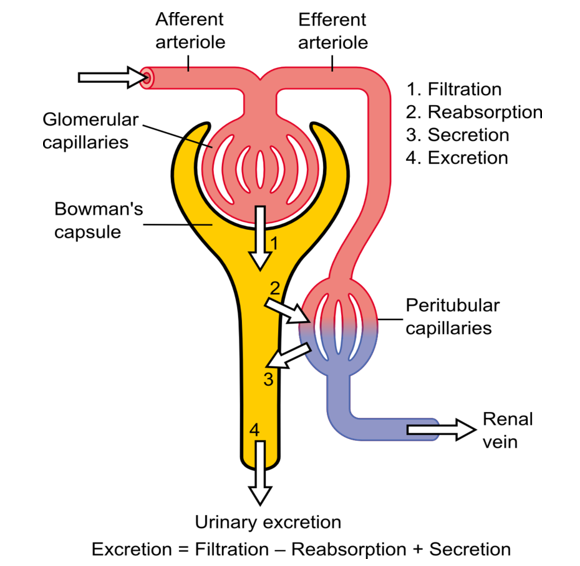 Afferent
arteriole
Efferent
arteriole
1. Filtration
2. Reabsorption
3. Secretion
4. Excretion
Glomerular
capillaries
Bowman's
capsule
1
2
Peritubular
capillaries
3
4
Renal
vein
Urinary excretion
Excretion = Filtration – Reabsorption + Secretion